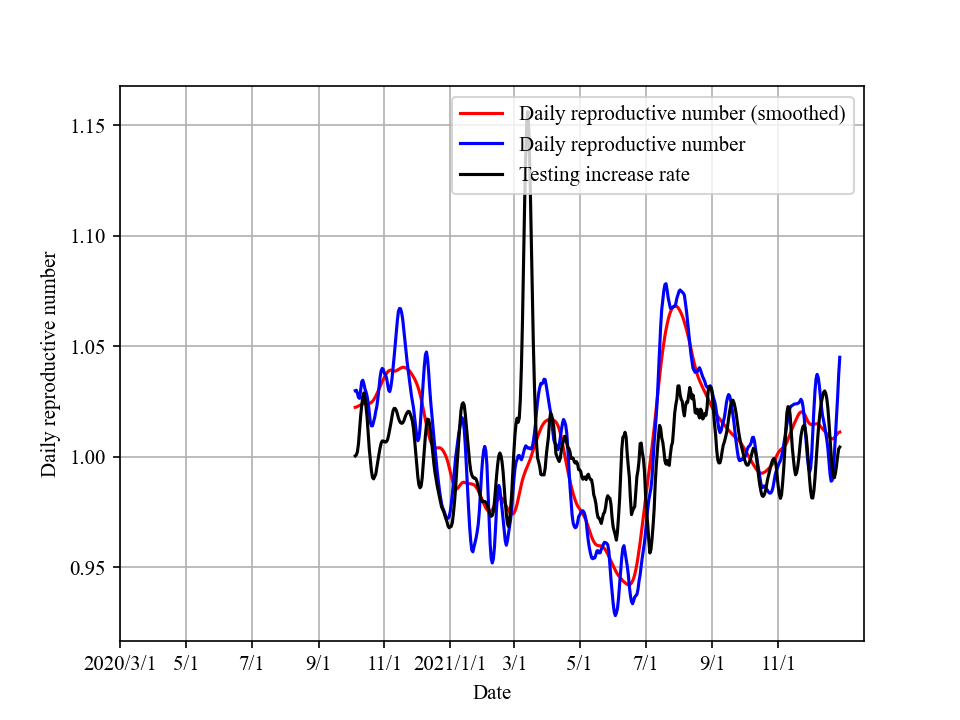 Daily reproductive number (smoothed)
Daily reproductive number
Testing increase rate
1.15
1.10
1.05
1.00
0.95
Daily reproductive number
2020/3/1 5/1 7/1 9/1 11/1 2021/1/1 3/1 5/1 7/1 9/1 11/1
Date